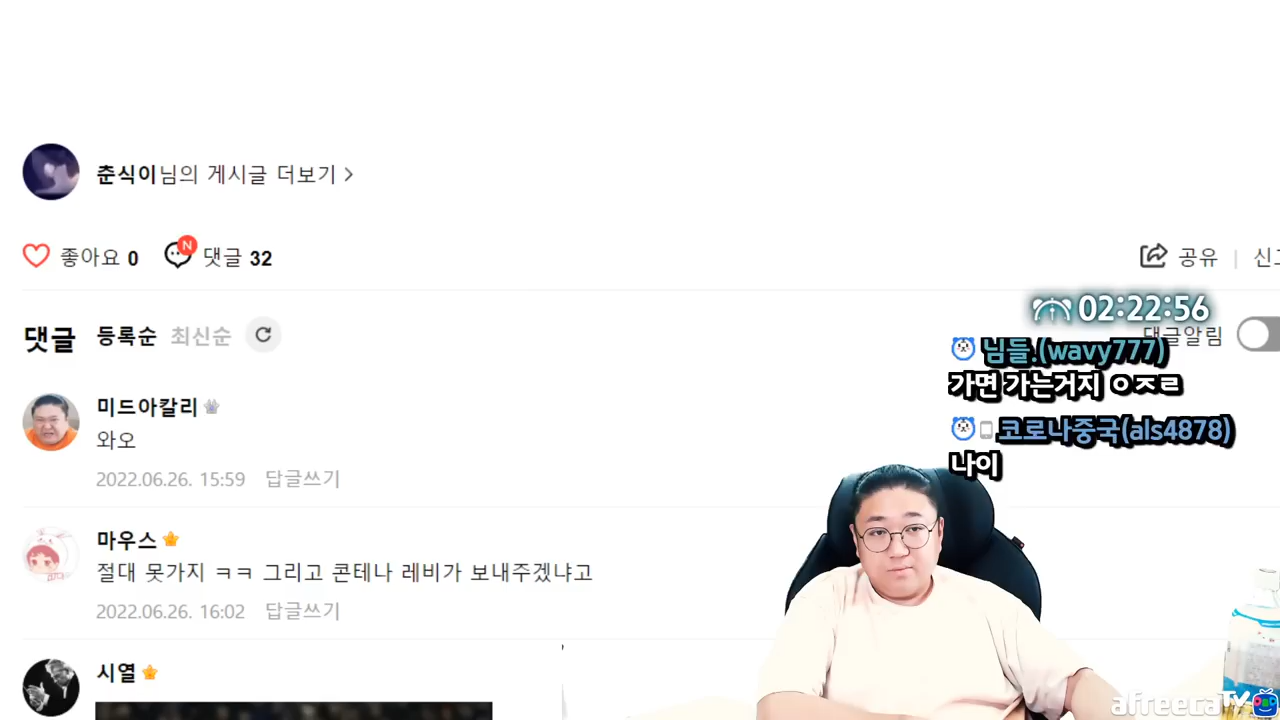 춘식이님의 게시글 더보기 >
좋아요 0 N 댓글 32
공유 | 신고
댓글 등록순 최신순
02:22:56
댓글알림
님들.(wavy777)
가면 가는거지 ㅇㅈㄹ
코로나중국(als4878)
나이
미드아칼리
와오
2022.06.26. 15:59 답글쓰기
마우스
절대 못가지 ㅋㅋ 그리고 콘테나 레비가 보내주겠냐고
2022.06.26. 16:02 답글쓰기
시열
afreecaTV